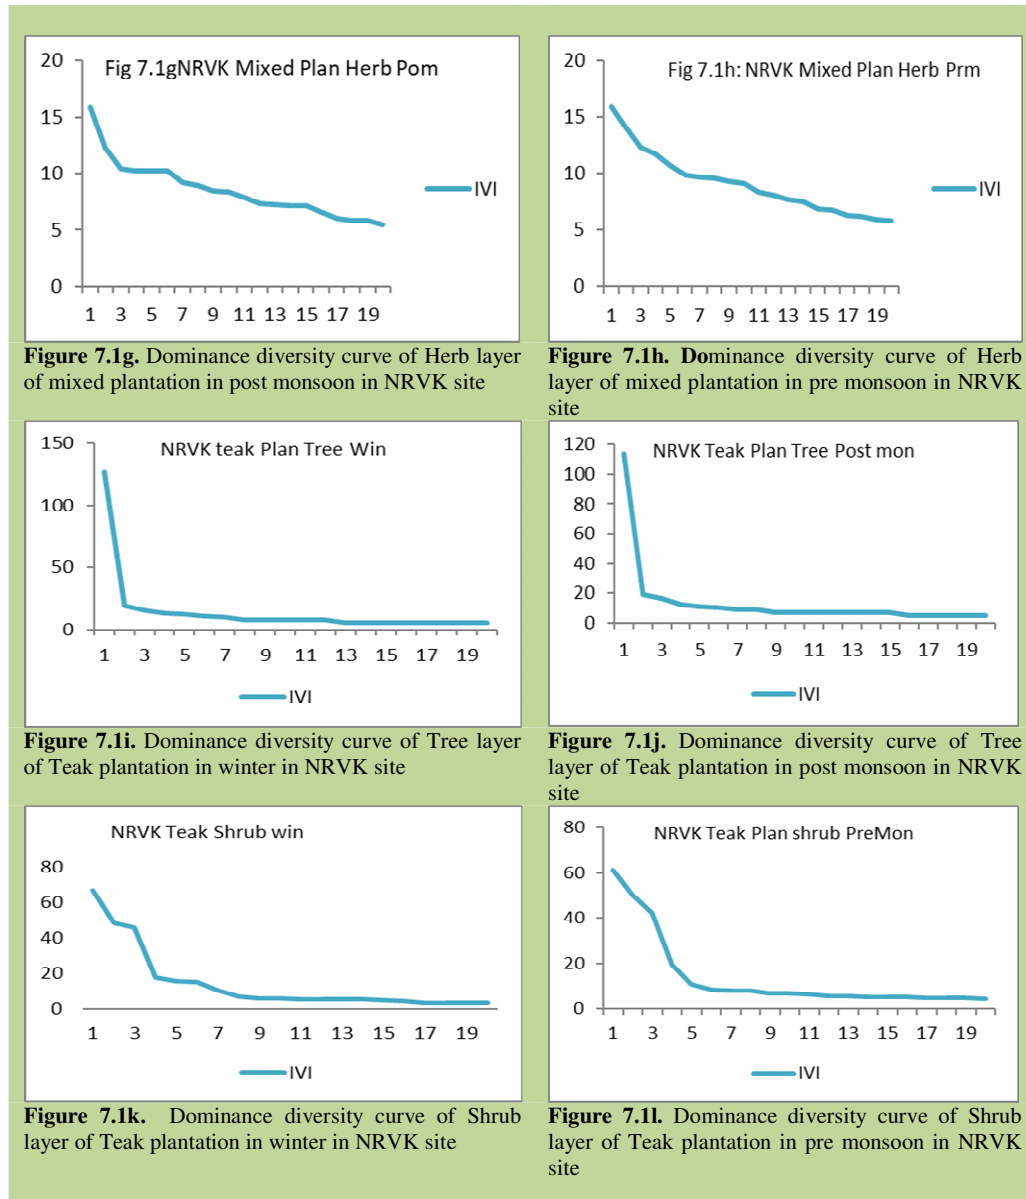 Fig 7.1gNRVK Mixed Plan Herb Pom
20
15
10
5
0
IVI
1 3 5 7 9 11 13 15 17 19
Figure 7.1g. Dominance diversity curve of Herb layer
of mixed plantation in post monsoon in NRVK site
Fig 7.1h: NRVK Mixed Plan Herb Prm
20
15
10
5
0
IVI
1 3 5 7 9 11 13 15 17 19
Figure 7.1h. Dominance diversity curve of Herb
layer of mixed plantation in pre monsoon in NRVK
site
NRVK teak Plan Tree Win
150
100
50
0
1 3 5 7 9 11 13 15 17 19
IVI
Figure 7.1i. Dominance diversity curve of Tree layer
of Teak plantation in winter in NRVK site
NRVK Teak Plan Tree Post mon
120
100
80
60
40
20
0
1 3 5 7 9 11 13 15 17 19
IVI
Figure 7.1j. Dominance diversity curve of Tree
layer of Teak plantation in post monsoon in NRVK
site
NRVK Teak Shrub win
80
60
40
20
0
1 3 5 7 9 11 13 15 17 19
IVI
Figure 7.1k. Dominance diversity curve of Shrub
layer of Teak plantation in winter in NRVK site
NRVK Teak Plan shrub PreMon
80
60
40
20
0
1 3 5 7 9 11 13 15 17 19
IVI
Figure 7.1l. Dominance diversity curve of Shrub
layer of Teak plantation in pre monsoon in NRVK
site